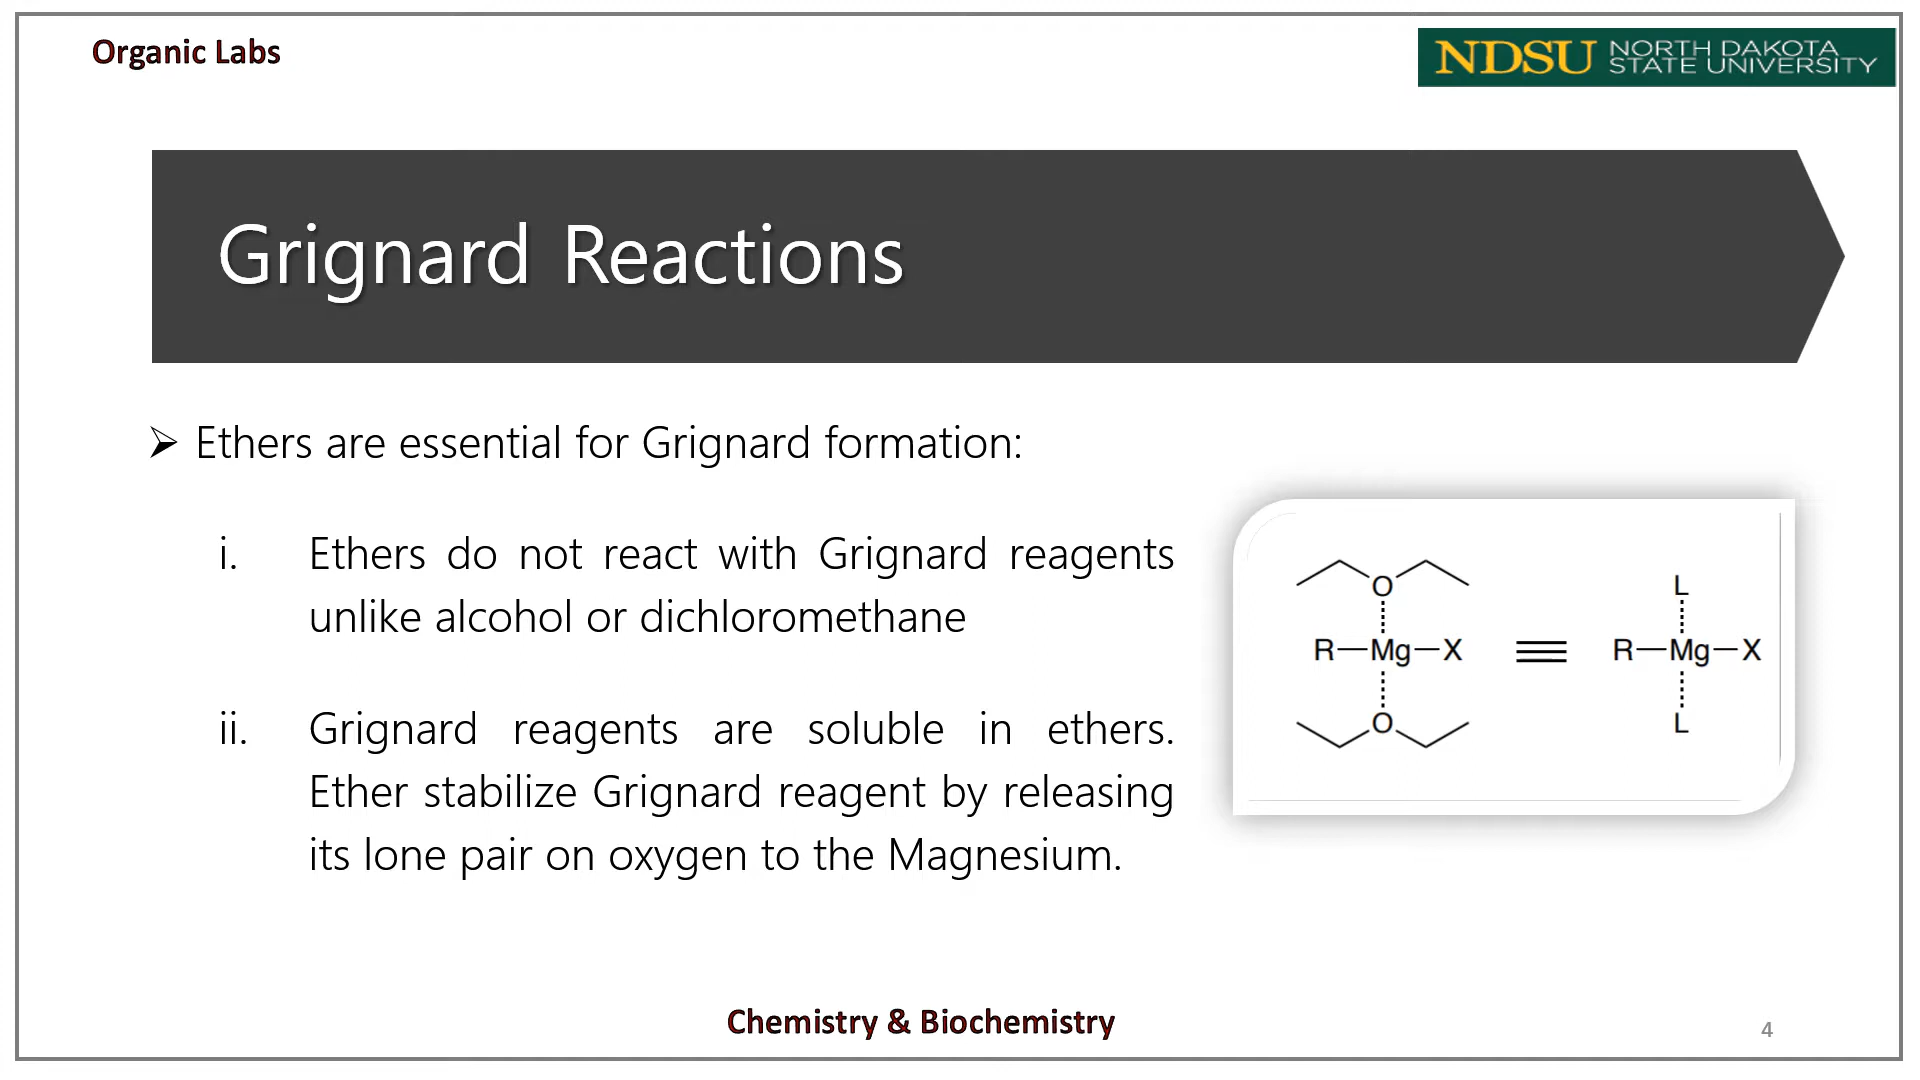 Organic Labs
NDSU NORTH DAKOTA
STATE UNIVERSITY
Grignard Reactions
➢ Ethers are essential for Grignard formation:
i. Ethers do not react with Grignard reagents
unlike alcohol or dichloromethane
ii. Grignard reagents are soluble in ethers.
Ether stabilize Grignard reagent by releasing
its lone pair on oxygen to the Magnesium.
O L
R—Mg—X ≡ R—Mg—X
O L
Chemistry & Biochemistry
4